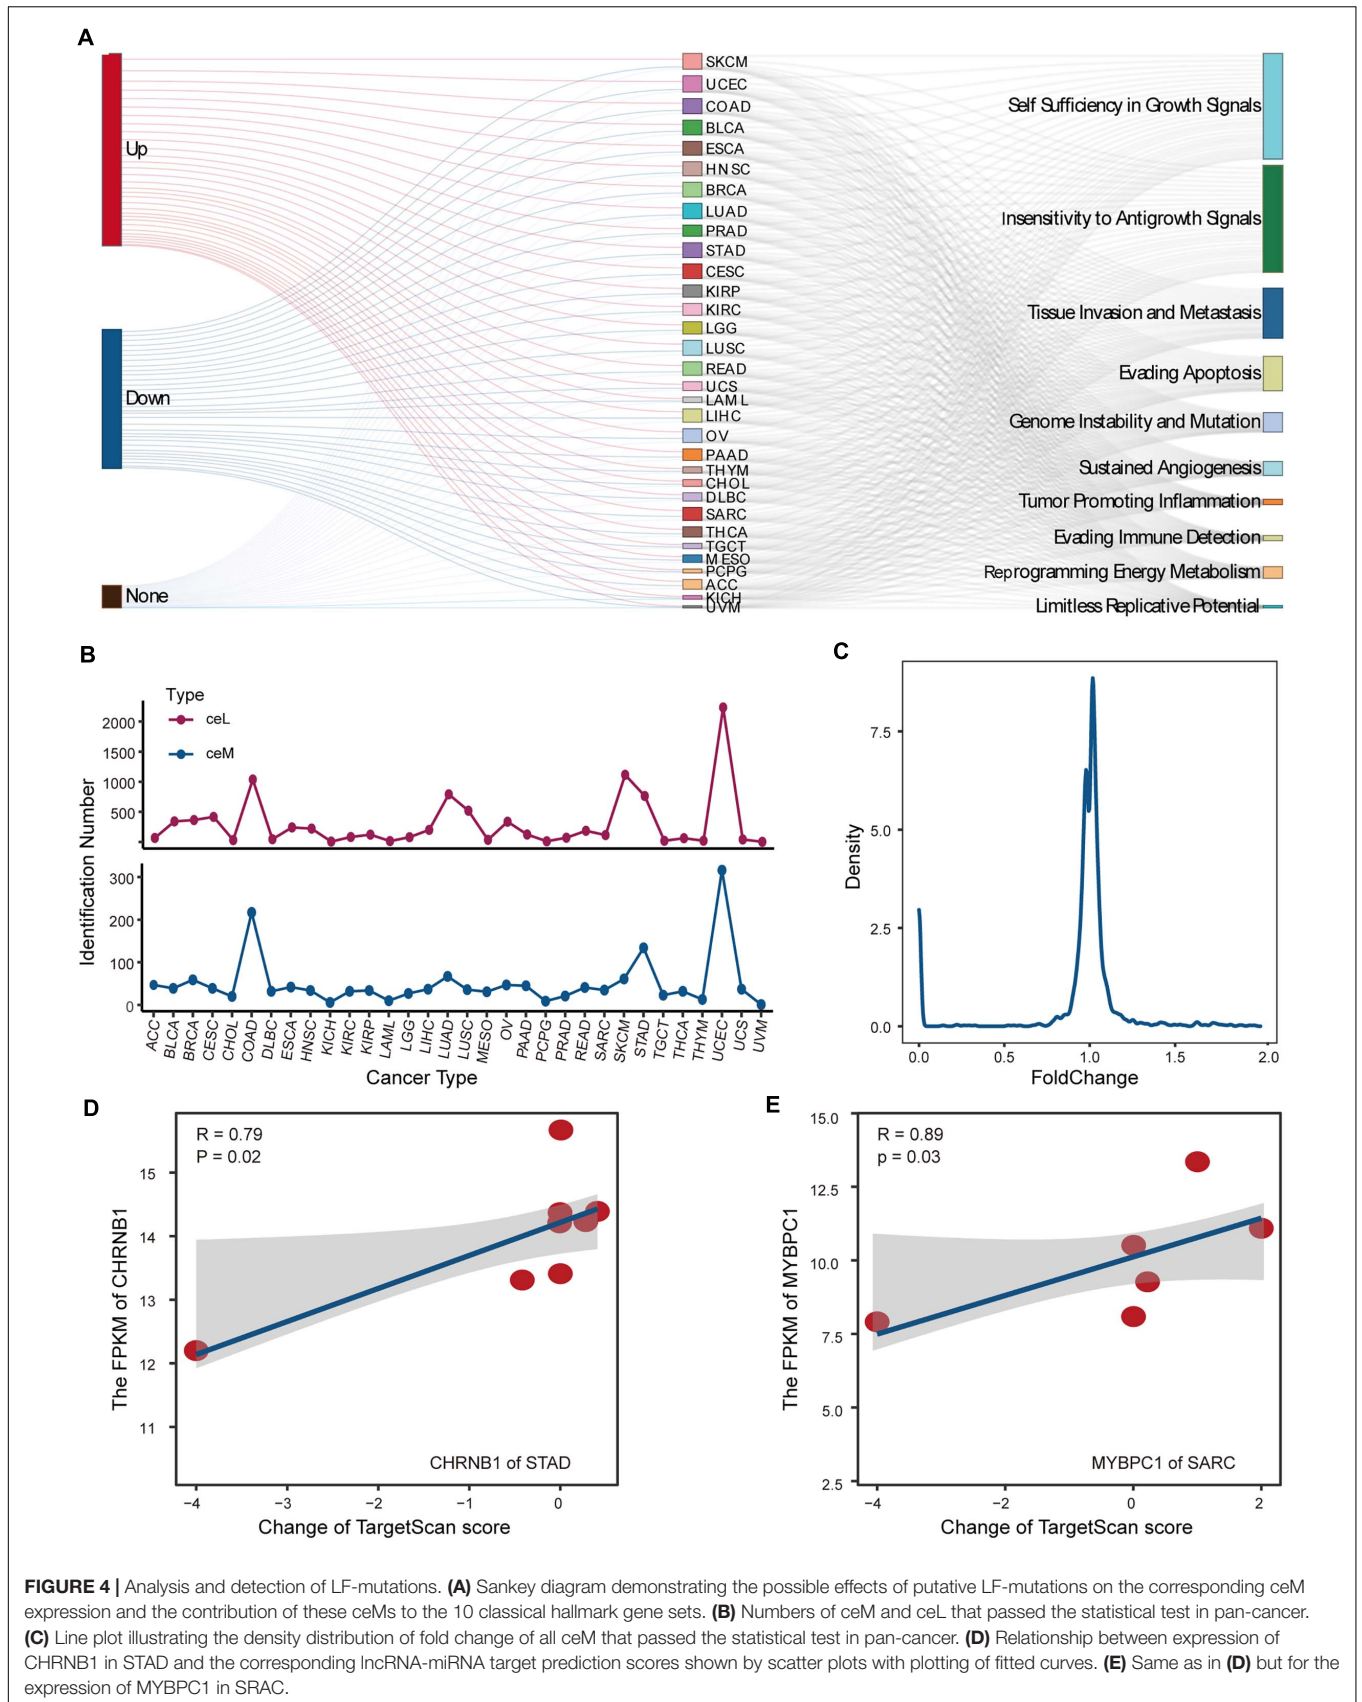 A
Up
Down
None
SKCM
UCEC
COAD
BLCA
ESCA
HNSC
BRCA
LUAD
PRAD
STAD
CESC
KIRP
KIRC
LGG
LUSC
READ
UCS
LAML
LIHC
OV
PAAD
THYM
CHOL
DLBC
SARC
THCA
TGCT
MESO
PCPG
ACC
KICH
UVM
Self Sufficiency in Growth Signals
Insensitivity to Antigrowth Signals
Tissue Invasion and Metastasis
Evading Apoptosis
Genome Instability and Mutation
Sustained Angiogenesis
Tumor Promoting Inflammation
Evading Immune Detection
Reprogramming Energy Metabolism
Limitless Replicative Potential
B
Type
ceL
ceM
2000
1500
1000
500
300
200
100
0
Identification Number
ACC
BLCA
BRCA
CESC
CHOL
COAD
DLBC
ESCA
HNSC
KICH
KIRC
KIRP
LAML
LGG
LIHC
LUAD
LUSC
MESO
OV
PAAD
PCPG
PRAD
READ
SARC
SKCM
STAD
TGCT
THCA
THYM
UCEC
UCS
UVM
Cancer Type
C
7.5
5.0
2.5
0.0
Density
0.0 0.5 1.0 1.5 2.0
FoldChange
D
R = 0.79
P = 0.02
15
14
13
12
11
The FPKM of CHRNB1
CHRNB1 of STAD
−4 −3 −2 −1 0
Change of TargetScan score
E
R = 0.89
p = 0.03
15.0
12.5
10.0
7.5
5.0
2.5
The FPKM of MYBPC1
MYBPC1 of SARC
−4 −2 0 2
Change of TargetScan score
FIGURE 4 | Analysis and detection of LF-mutations. (A) Sankey diagram demonstrating the possible effects of putative LF-mutations on the corresponding ceM
expression and the contribution of these ceMs to the 10 classical hallmark gene sets. (B) Numbers of ceM and ceL that passed the statistical test in pan-cancer.
(C) Line plot illustrating the density distribution of fold change of all ceM that passed the statistical test in pan-cancer. (D) Relationship between expression of
CHRNB1 in STAD and the corresponding lncRNA-miRNA target prediction scores shown by scatter plots with plotting of fitted curves. (E) Same as in (D) but for the
expression of MYBPC1 in SRAC.